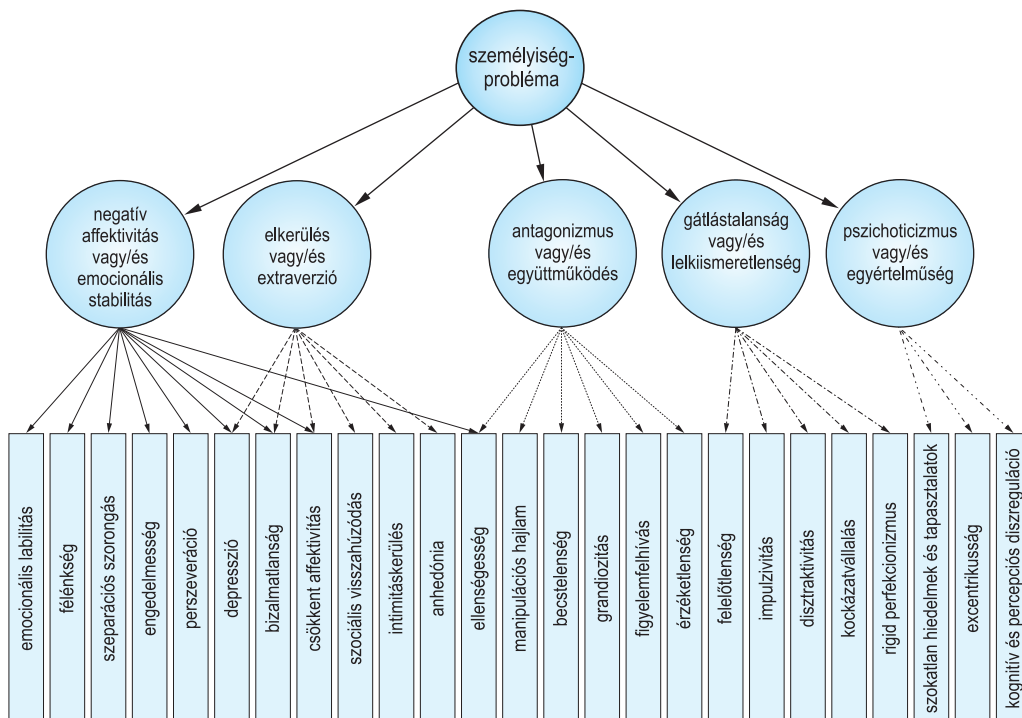 személyiség-
probléma
negatív
affektivitás
vagy/és
emocionális
stabilitás
elkerülés
vagy/és
extraverzió
antagonizmus
vagy/és
együttműködés
gátlástalanság
vagy/és
lelkiismeretlenség
pszichoticizmus
vagy/és
egyértelműség
emocionális labilitás
félénkség
szeparációs szorongás
engedelmesség
perszeveráció
depresszió
bizalmatlanság
csökkent affektivitás
szociális visszahúzódás
intimitáskerülés
anhedónia
ellenségesség
manipulációs hajlam
becstelenség
grandiozitás
figyelemfelhívás
érzéketlenség
felelőtlenség
impulzivitás
disztraktivitás
kockázatvállalás
rigid perfekcionizmus
szokatlan hiedelmek és tapasztalatok
excentrikusság
kognitív és percepciós diszreguláció